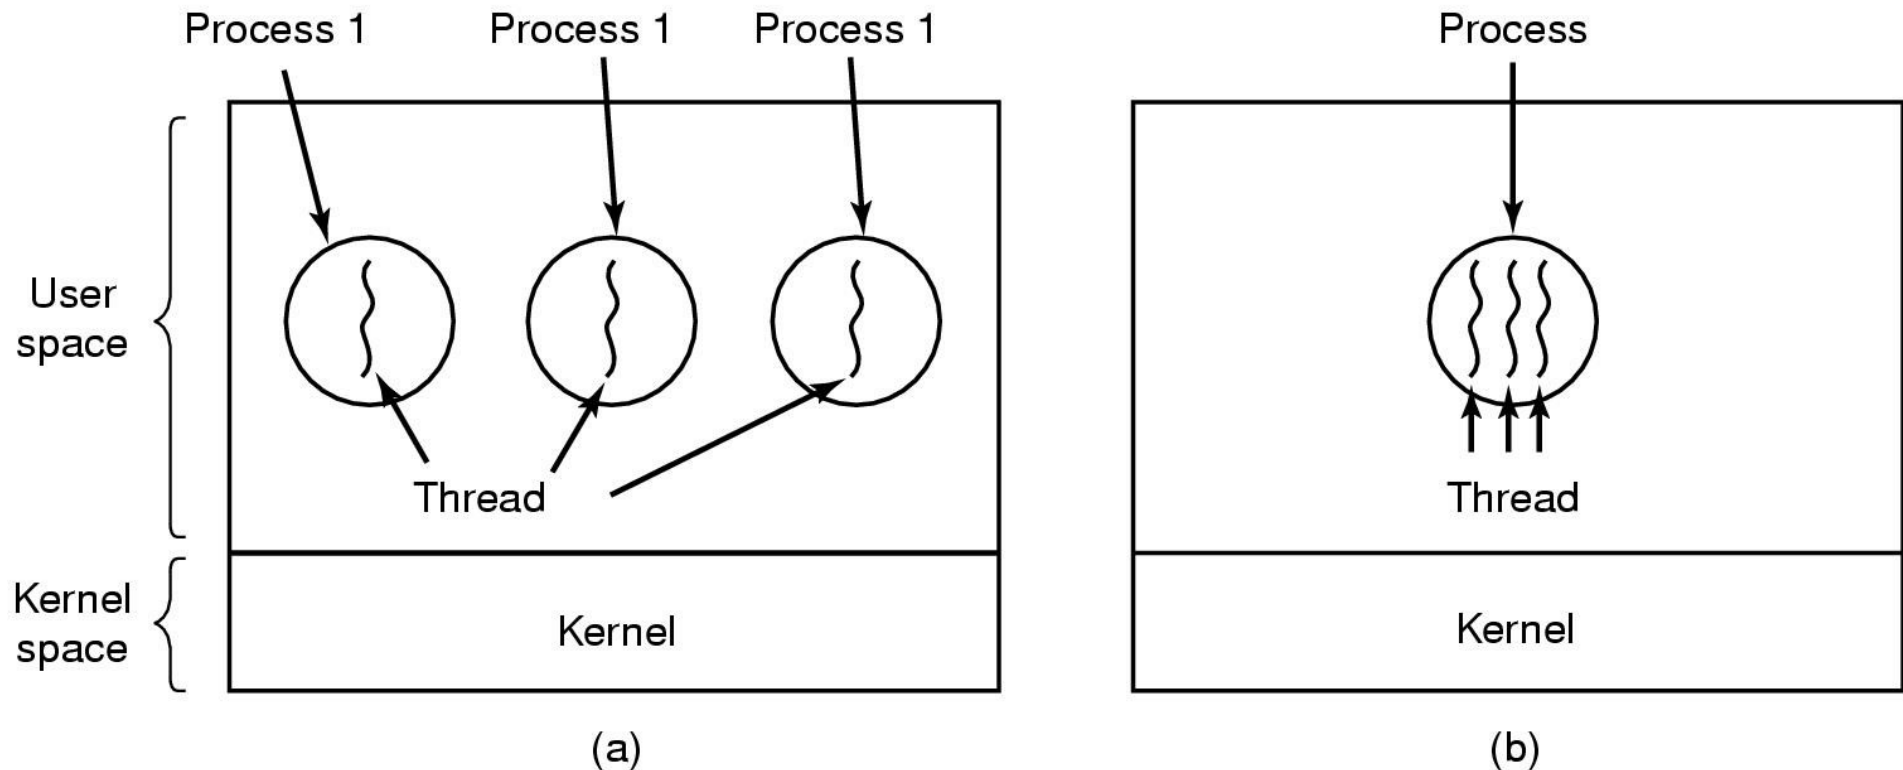 Process 1
Process 1
Process 1
Process
User
space
Thread
Thread
Kernel
space
Kernel
Kernel
(a)
(b)